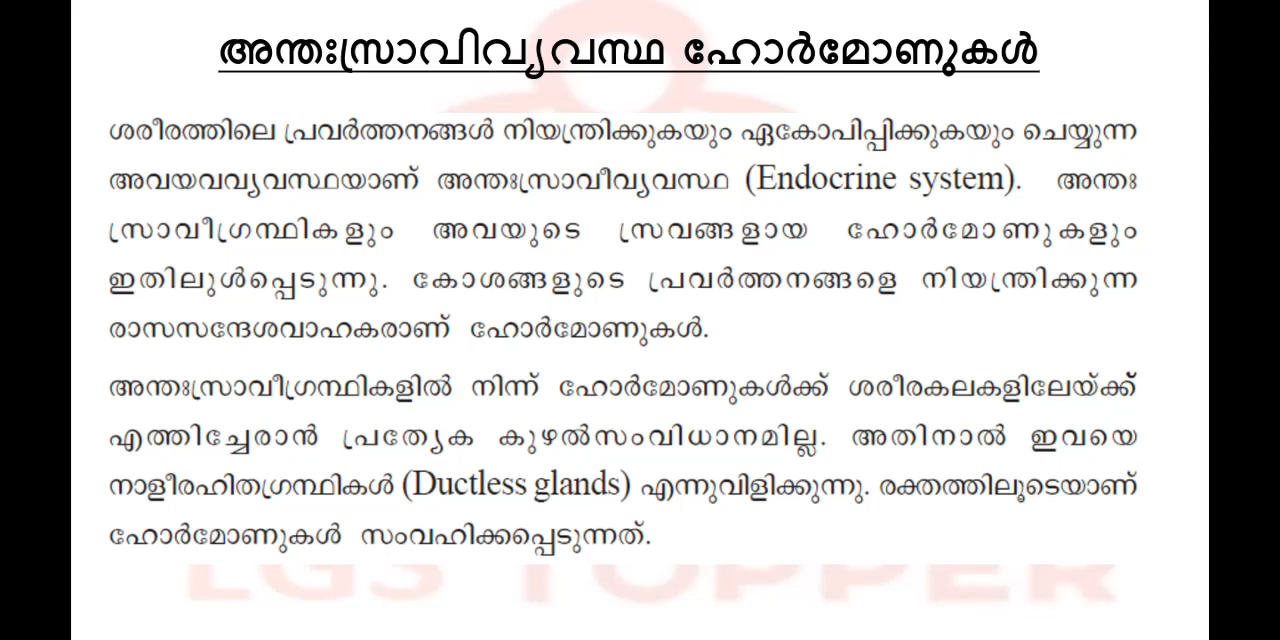 അന്തഃസ്രാവിവ്യവസ്ഥ ഹോർമോണുകൾ
ശരീരത്തിലെ പ്രവർത്തനങ്ങൾ നിയന്ത്രിക്കുകയും ഏകോപിപ്പിക്കുകയും ചെയ്യുന്ന
അവയവവ്യവസ്ഥയാണ് അന്തഃസ്രാവീവ്യവസ്ഥ (Endocrine system). അന്തഃ
സ്രാവീഗ്രന്ഥികളും അവയുടെ സ്രവങ്ങളായ ഹോർമോണുകളും
ഇതിലുൾപ്പെടുന്നു. കോശങ്ങളുടെ പ്രവർത്തനങ്ങളെ നിയന്ത്രിക്കുന്ന
രാസസന്ദേശവാഹകരാണ് ഹോർമോണുകൾ.
അന്തഃസ്രാവീഗ്രന്ഥികളിൽ നിന്ന് ഹോർമോണുകൾക്ക് ശരീരകലകളിലേയ്ക്ക്
എത്തിച്ചേരാൻ പ്രത്യേക കുഴൽസംവിധാനമില്ല. അതിനാൽ ഇവയെ
നാളീരഹിതഗ്രന്ഥികൾ (Ductless glands) എന്നുവിളിക്കുന്നു. രക്തത്തിലൂടെയാണ്
ഹോർമോണുകൾ സംവഹിക്കപ്പെടുന്നത്.
LGS TOPPER